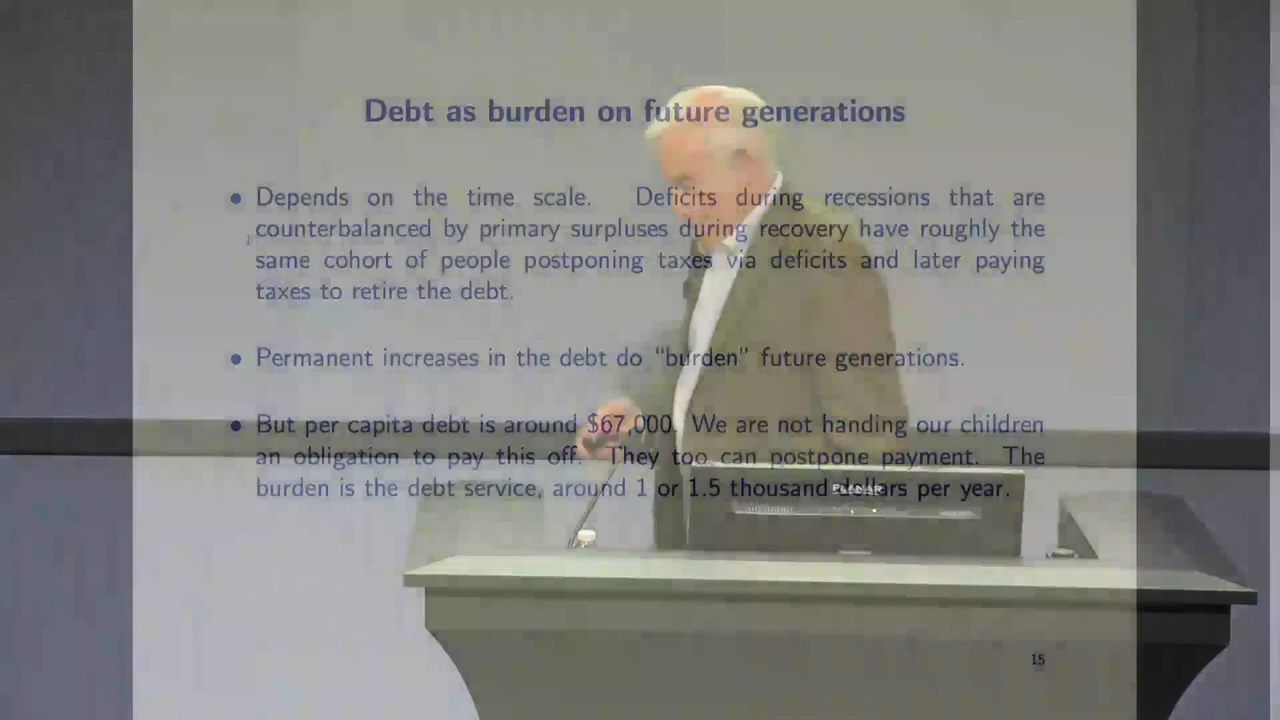 Debt as burden on future generations
• Depends on the time scale. Deficits during recessions that are
counterbalanced by primary surpluses during recovery have roughly the
same cohort of people postponing taxes via deficits and later paying
taxes to retire the debt.
• Permanent increases in the debt do “burden” future generations.
• But per capita debt is around $67,000. We are not handing our children
an obligation to pay this off. They too can postpone payment. The
burden is the debt service, around 1 or 1.5 thousand dollars per year.
PLANAR
15